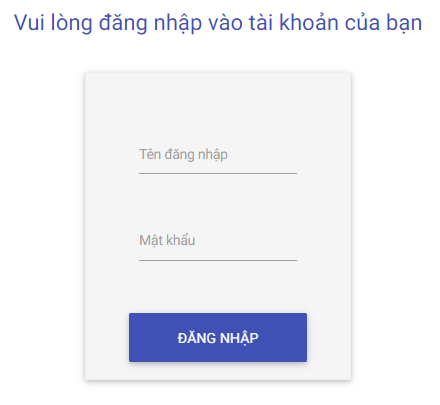 Vui lòng đăng nhập vào tài khoản của bạn
Tên đăng nhập
Mật khẩu
ĐĂNG NHẬP